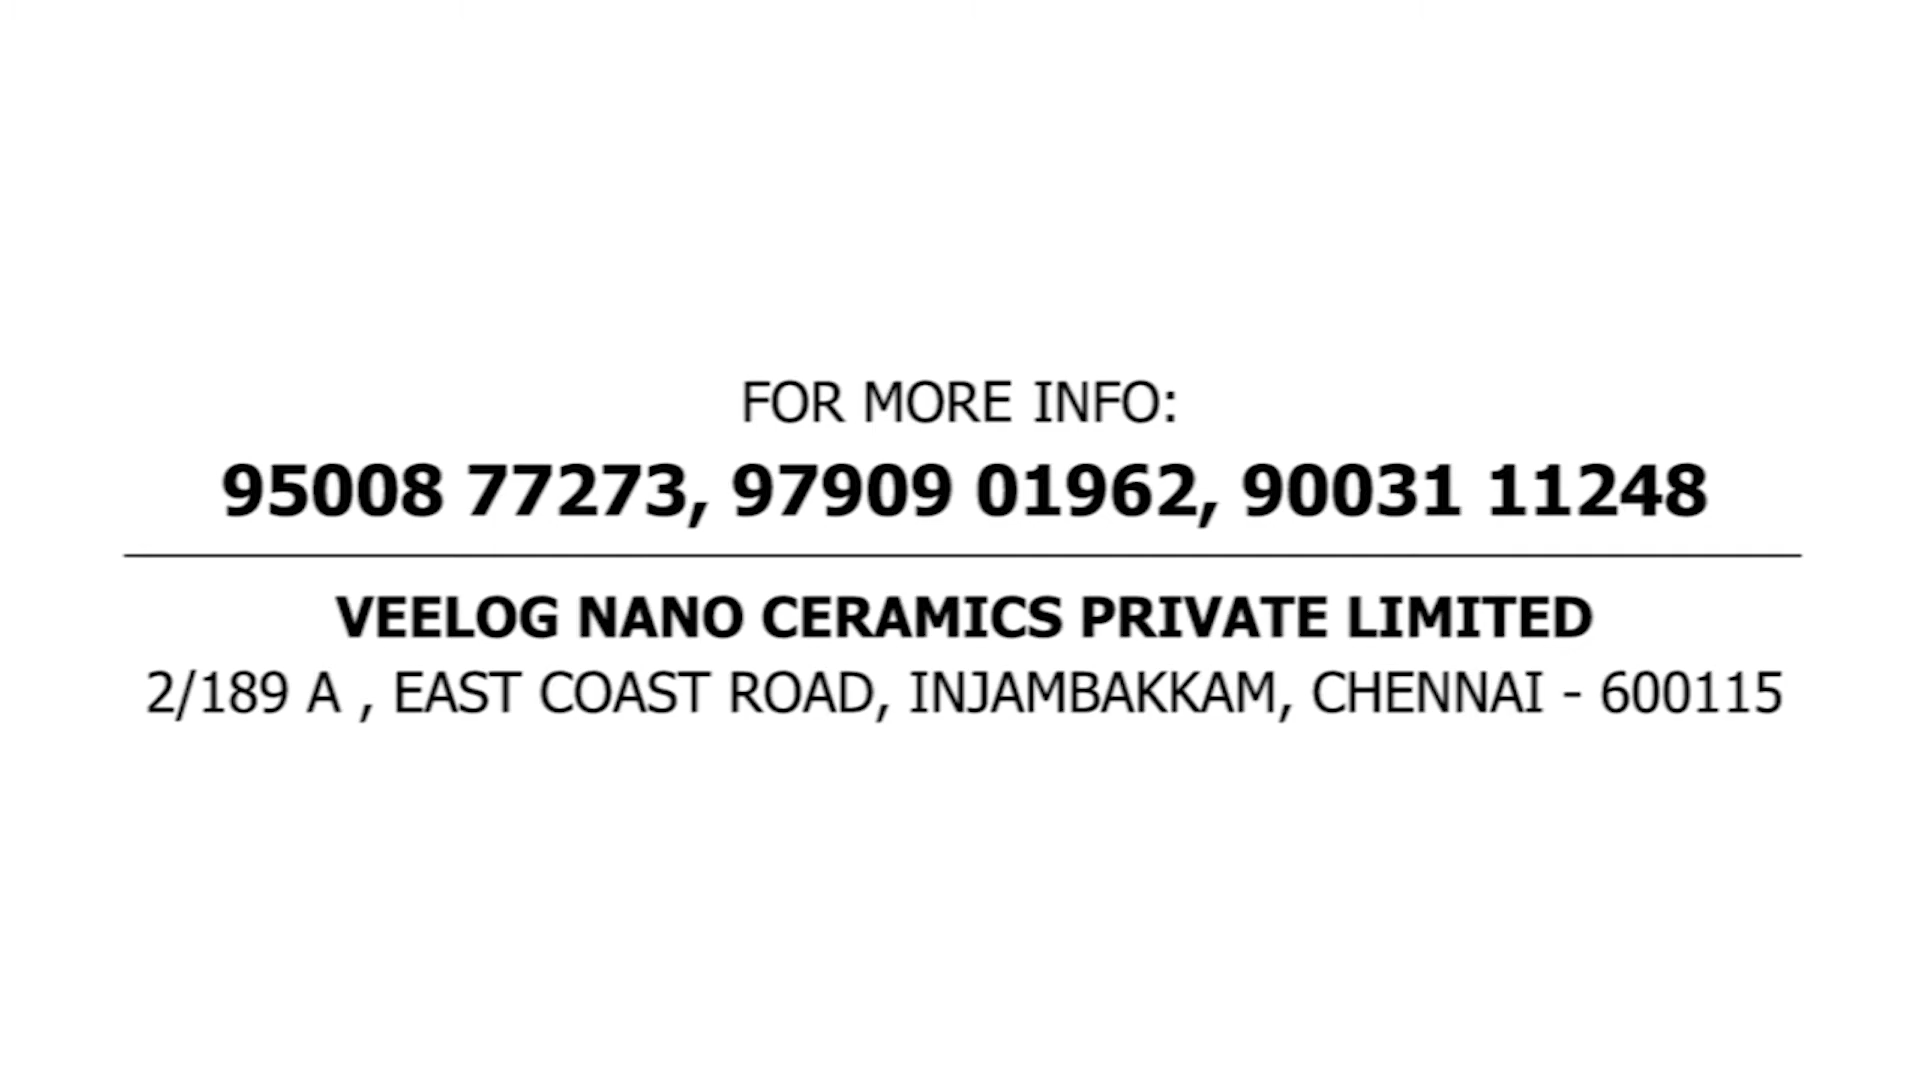 FOR MORE INFO:
95008 77273, 97909 01962, 90031 11248
VEELOG NANO CERAMICS PRIVATE LIMITED
2/189 A , EAST COAST ROAD, INJAMBAKKAM, CHENNAI - 600115